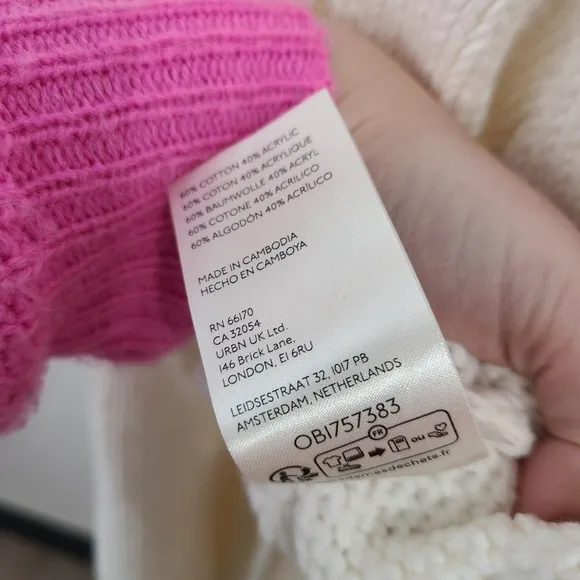 60% COTTON 40% ACRYLIC
60% COTON 40% ACRYLIQUE
60% BAUMWOLLE 40% ACRYL
60% COTONE 40% ACRILICO
60% ALGODÓN 40% ACRÍLICO
MADE IN CAMBODIA
HECHO EN CAMBOYA
RN 66170
CA 32054
URBN UK Ltd.
146 Brick Lane,
LONDON, E1 6RU
LEIDSESTRAAT 32, 1017 PB
AMSTERDAM, NETHERLANDS
OB1757383
FR
ou